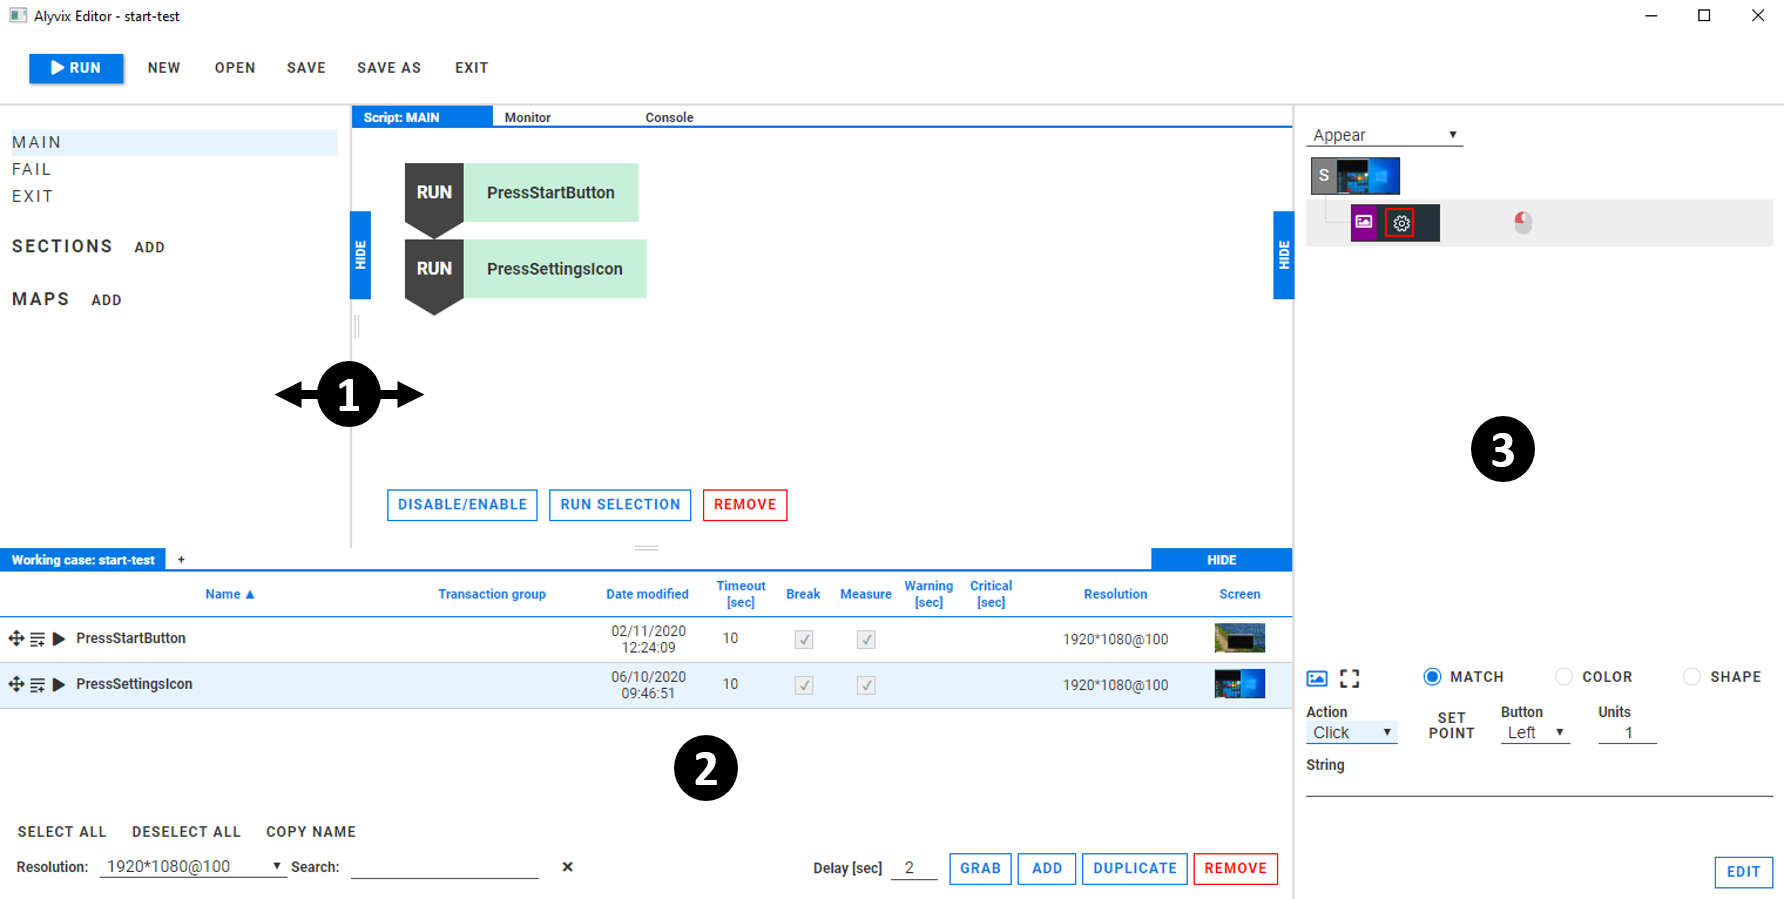 Alyvix Editor - start-test
RUN NEW OPEN SAVE SAVE AS EXIT
MAIN
FAIL
EXIT
SECTIONS ADD
MAPS ADD
HIDE
1
Script: MAIN Monitor Console
RUN PressStartButton
RUN PressSettingsIcon
DISABLE/ENABLE RUN SELECTION REMOVE
HIDE
Working case: start-test + HIDE
Name ▲ Transaction group Date modified Timeout [sec] Break Measure Warning [sec] Critical [sec] Resolution Screen
PressStartButton 02/11/2020 12:24:09 10 1920*1080@100
PressSettingsIcon 06/10/2020 09:46:51 10 1920*1080@100
2
SELECT ALL DESELECT ALL COPY NAME
Resolution: 1920*1080@100 Search: × Delay [sec] 2 GRAB ADD DUPLICATE REMOVE
Appear
S
3
MATCH COLOR SHAPE
Action SET POINT Button Units
Click Left 1
String
EDIT